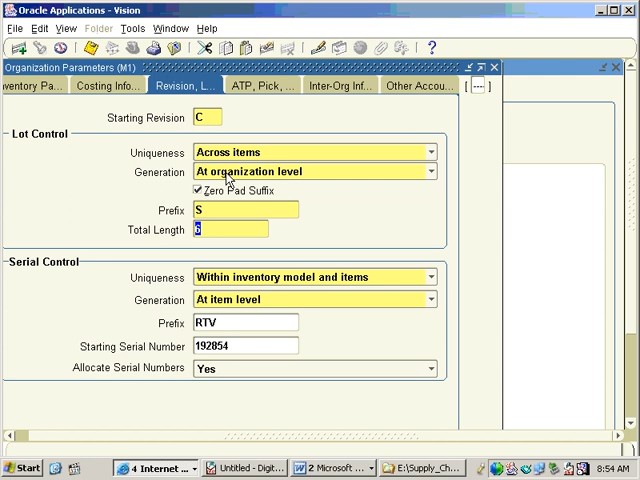 Oracle Applications - Vision
File Edit View Folder Tools Window Help
Organization Parameters (M1)
nventory Pa... Costing Info... Revision, L... ATP, Pick, ... Inter-Org Inf... Other Accou...
Starting Revision C
Lot Control
Uniqueness Across items
Generation At organization level
Zero Pad Suffix
Prefix S
Total Length 6
Serial Control
Uniqueness Within inventory model and items
Generation At item level
Prefix RTV
Starting Serial Number 192854
Allocate Serial Numbers Yes
Start 4 Internet ... Untitled - Digit... 2 Microsoft ... E:\Supply_Ch... 8:54 AM